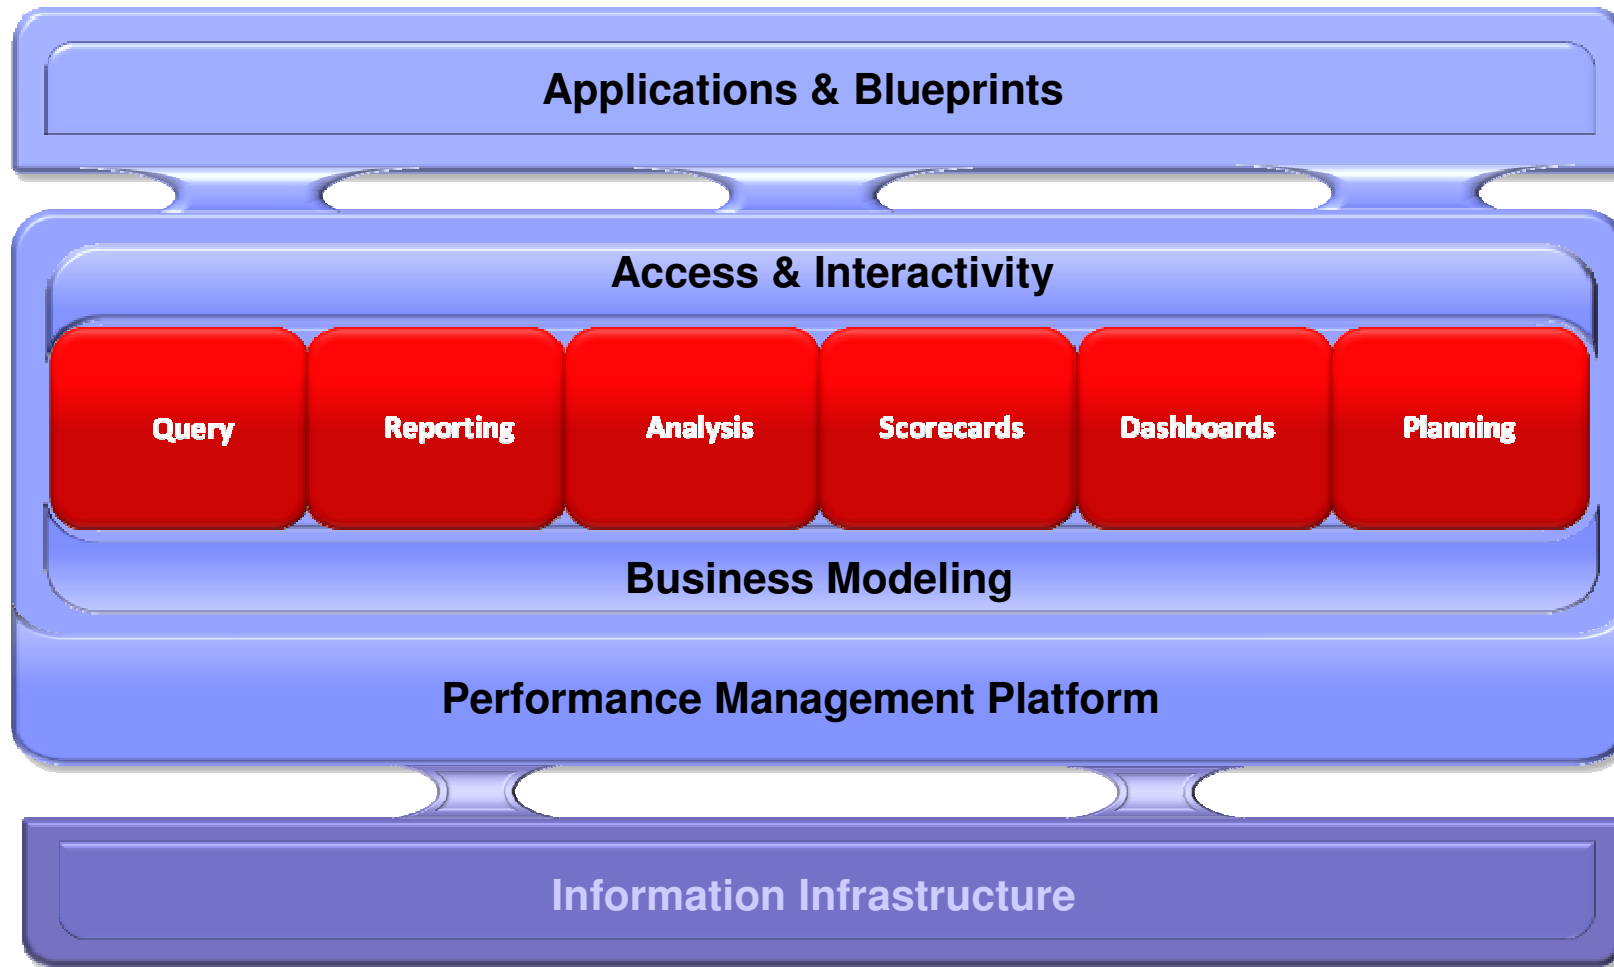 Applications & Blueprints
Access & Interactivity
Query
Reporting
Analysis
Scorecards
Dashboards
Planning
Business Modeling
Performance Management Platform
Information Infrastructure